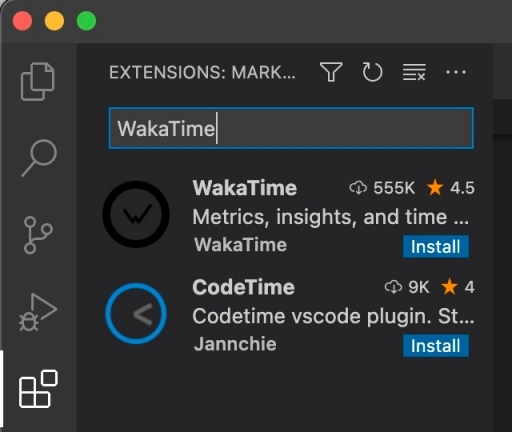 EXTENSIONS: MARK...
WakaTime
WakaTime 555K 4.5
Metrics, insights, and time ...
WakaTime Install
CodeTime 9K 4
Codetime vscode plugin. St...
Jannchie Install